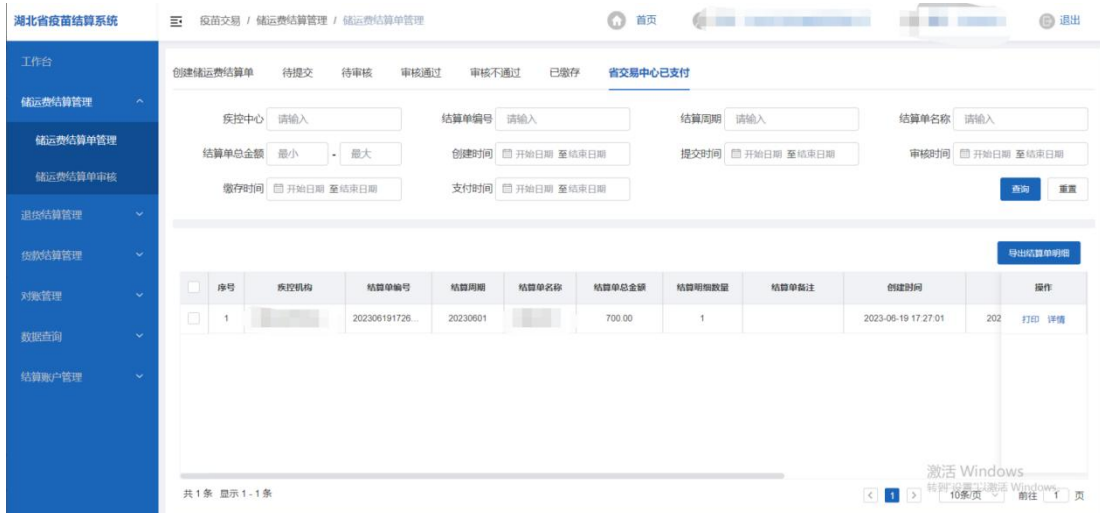 湖北省疫苗结算系统
疫苗交易 / 储运费结算管理 / 储运费结算单管理
首页
退出
工作台
储运费结算管理
储运费结算单管理
储运费结算单审核
退货结算管理
货款结算管理
对账管理
数据查询
结算账户管理
创建储运费结算单 待提交 待审核 审核通过 审核不通过 已缴存 省交易中心已支付
疾控中心 请输入 结算单编号 请输入 结算周期 请输入 结算单名称 请输入
结算单总金额 最小 - 最大 创建时间 开始日期 至结束日期 提交时间 开始日期 至结束日期 审核时间 开始日期 至结束日期
缴存时间 开始日期 至结束日期 支付时间 开始日期 至结束日期 查询 重置
导出结算单明细
序号 疾控机构 结算单编号 结算周期 结算单名称 结算单总金额 结算明细数量 结算单备注 创建时间 操作
1 202306191726... 20230601 700.00 1 2023-06-19 17:27:01 202 打印 详情
激活 Windows
转到"设置"以激活 Windows。
共 1 条 显示 1 - 1 条 < 1 > 10条/页 前往 1 页